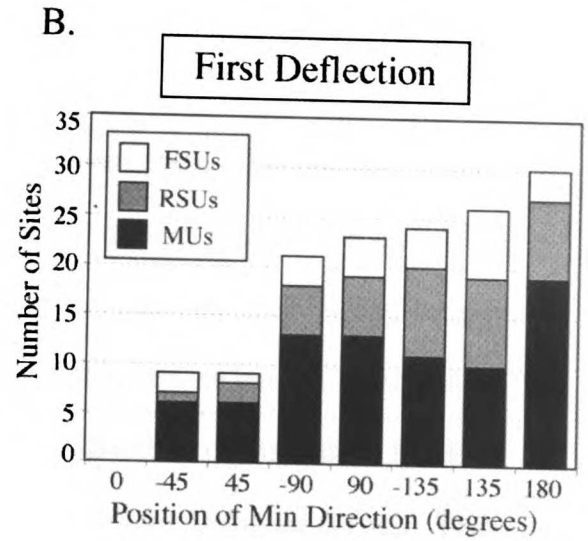 B.
First Deflection
Number of Sites
35
30
25
20
15
10
5
0
FSUs
RSUs
MUs
0 -45 45 -90 90 -135 135 180
Position of Min Direction (degrees)